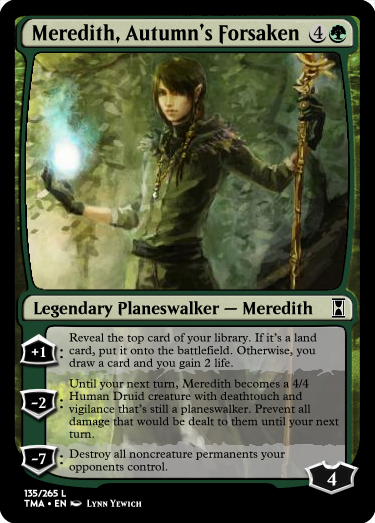 Meredith, Autumn's Forsaken 4
Legendary Planeswalker — Meredith
+1: Reveal the top card of your library. If it's a land
card, put it onto the battlefield. Otherwise, you
draw a card and you gain 2 life.
-2: Until your next turn, Meredith becomes a 4/4
Human Druid creature with deathtouch and
vigilance that's still a planeswalker. Prevent all
damage that would be dealt to them until your next
turn.
-7: Destroy all noncreature permanents your
opponents control.
4
135/265 L
TMA • EN Lynn Yewich